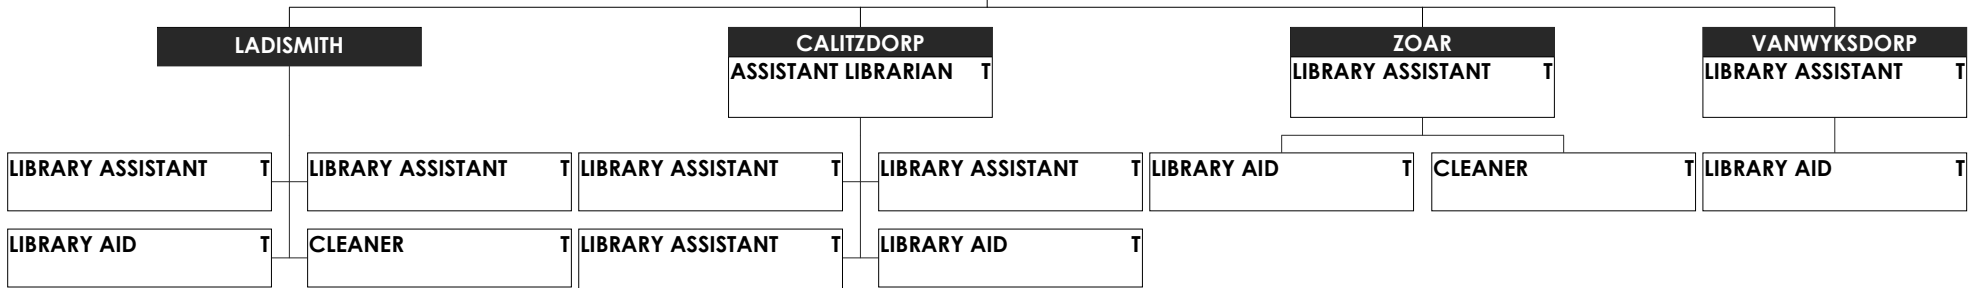 LADISMITH
CALITZDORP
ASSISTANT LIBRARIAN T
ZOAR
LIBRARY ASSISTANT T
VANWYKSDORP
LIBRARY ASSISTANT T
LIBRARY ASSISTANT T
LIBRARY ASSISTANT T
LIBRARY ASSISTANT T
LIBRARY ASSISTANT T
LIBRARY AID T
CLEANER T
LIBRARY AID T
LIBRARY AID T
CLEANER T
LIBRARY ASSISTANT T
LIBRARY AID T